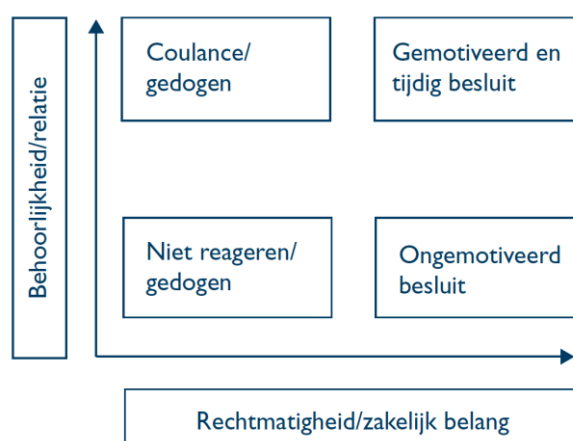 Behoorlijkheid/relatie
Coulance/
gedogen
Gemotiveerd en
tijdig besluit
Niet reageren/
gedogen
Ongemotiveerd
besluit
Rechtmatigheid/zakelijk belang